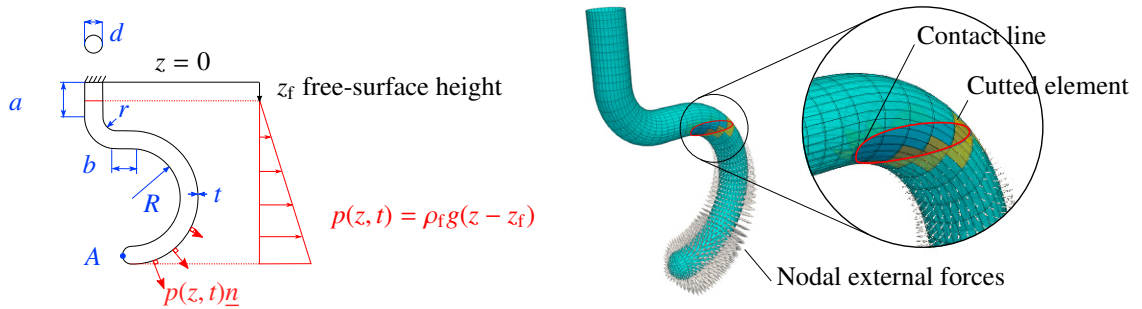 d
z = 0
z_f free-surface height
a
r
b
R
t
p(z, t) = ρ_f g(z − z_f)
A
p(z, t)n
Contact line
Cutted element
Nodal external forces